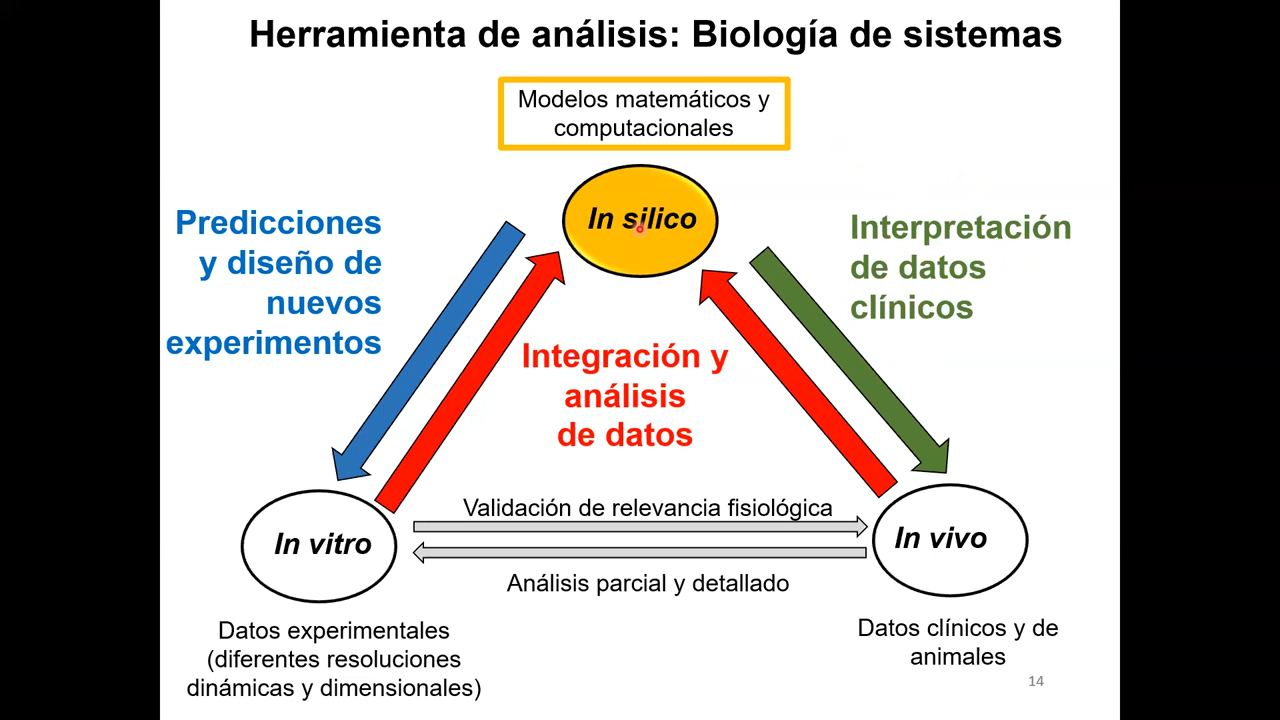 Herramienta de análisis: Biología de sistemas
Modelos matemáticos y
computacionales
In silico
Predicciones
y diseño de
nuevos
experimentos
Interpretación
de datos
clínicos
Integración y
análisis
de datos
Validación de relevancia fisiológica
In vitro
In vivo
Análisis parcial y detallado
Datos experimentales
(diferentes resoluciones
dinámicas y dimensionales)
Datos clínicos y de
animales
14